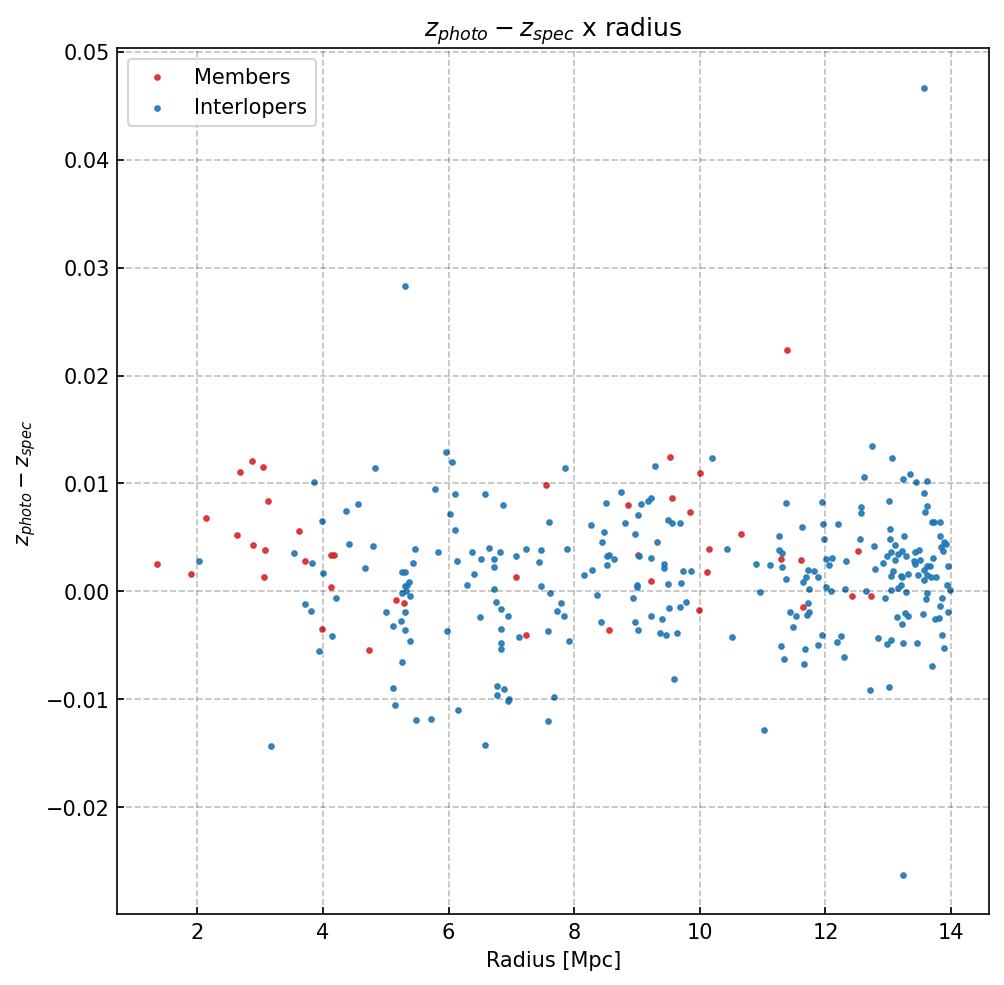 z_photo − z_spec x radius
Members
Interlopers
0.05
0.04
0.03
0.02
0.01
0.00
−0.01
−0.02
z_photo − z_spec
2 4 6 8 10 12 14
Radius [Mpc]